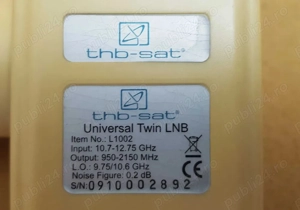 thb-sat®
thb-sat®
Universal Twin LNB
Item No.: L1002
Input: 10.7-12.75 GHz
Output: 950-2150 MHz
L.O.: 9.75/10.6 GHz
Noise Figure: 0.2 dB
S/N: 0910002892
CE